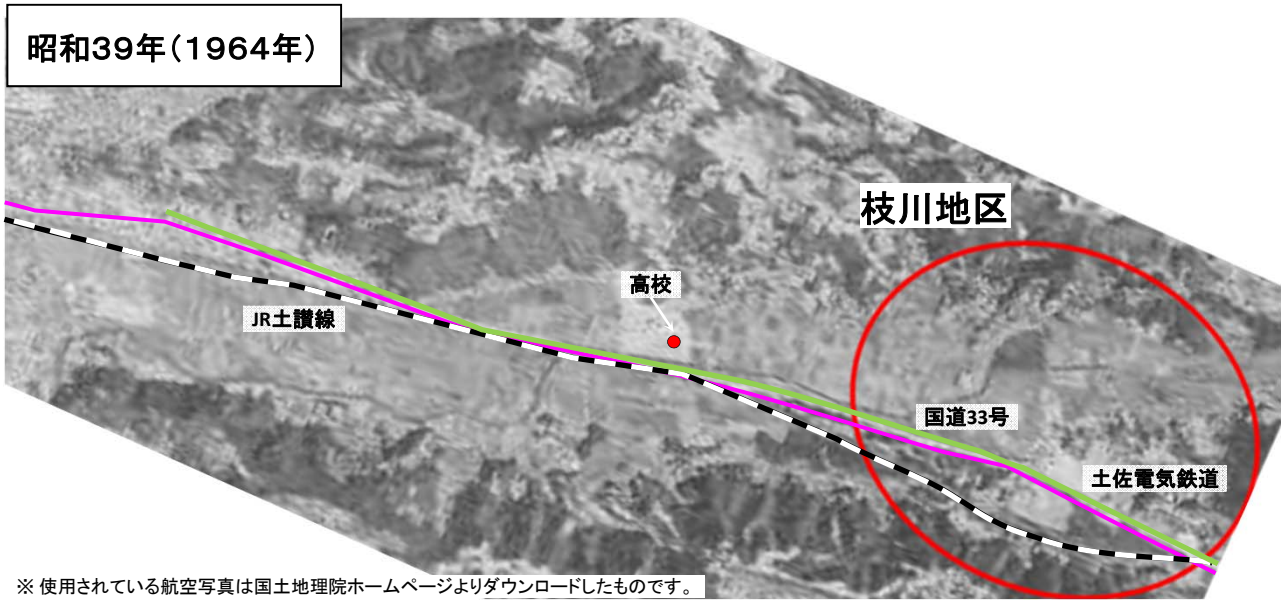 昭和39年(1964年)
枝川地区
高校
JR土讃線
国道33号
土佐電気鉄道
※ 使用されている航空写真は国土地理院ホームページよりダウンロードしたものです。